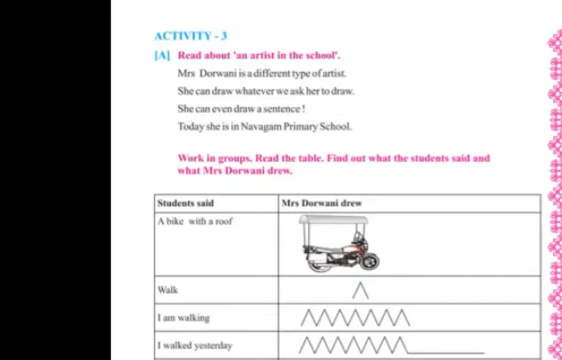 ACTIVITY - 3
[A] Read about 'an artist in the school'.
Mrs Dorwani is a different type of artist.
She can draw whatever we ask her to draw.
She can even draw a sentence !
Today she is in Navagam Primary School.
Work in groups. Read the table. Find out what the students said and
what Mrs Dorwani drew.
Students said Mrs Dorwani drew
A bike with a roof
Walk
I am walking
I walked yesterday